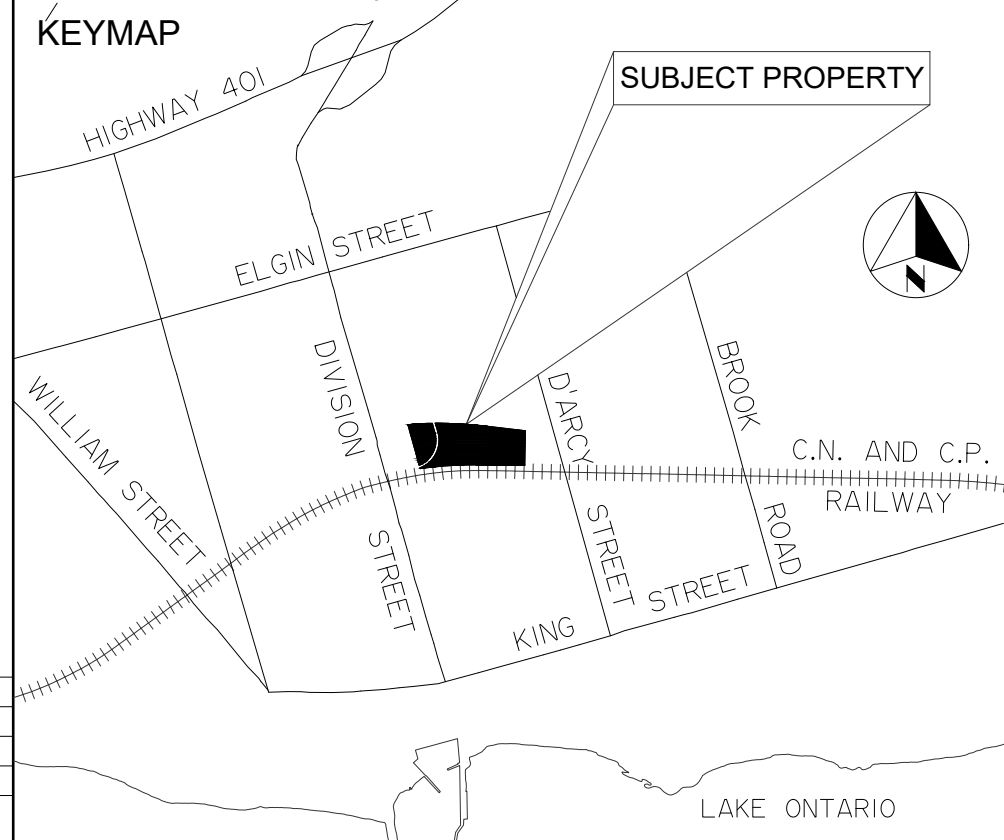 KEYMAP
HIGHWAY 401
SUBJECT PROPERTY
ELGIN STREET
N
WILLIAM STREET
DIVISION
STREET
D'ARCY
STREET
BROOK
ROAD
C.N. AND C.P.
RAILWAY
KING STREET
LAKE ONTARIO